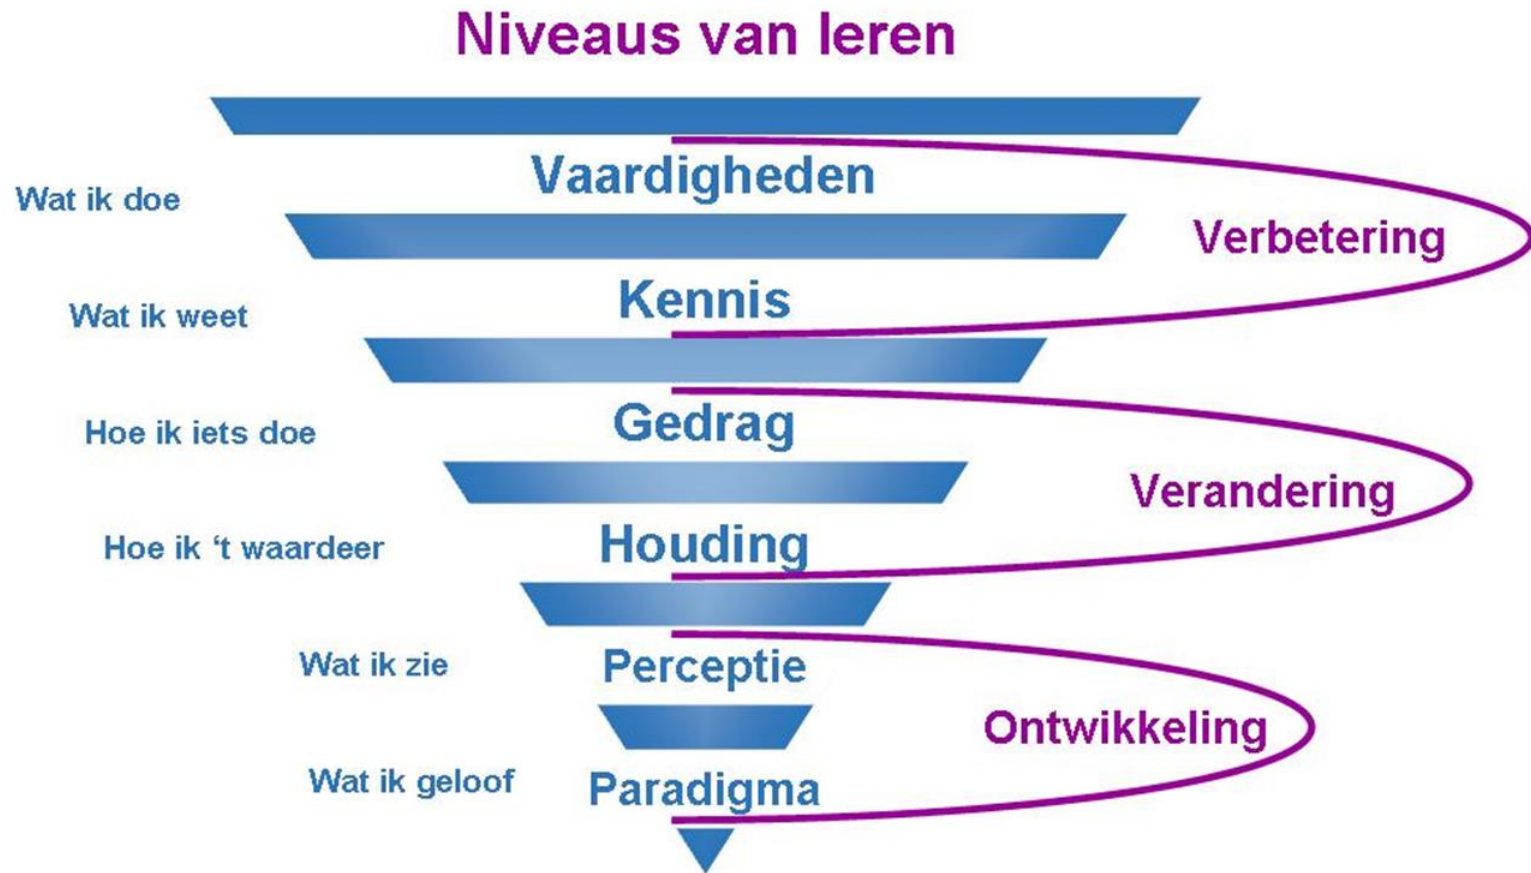 Niveaus van leren
Vaardigheden
Wat ik doe
Verbetering
Kennis
Wat ik weet
Gedrag
Hoe ik iets doe
Verandering
Houding
Hoe ik ‘t waardeer
Perceptie
Wat ik zie
Ontwikkeling
Paradigma
Wat ik geloof